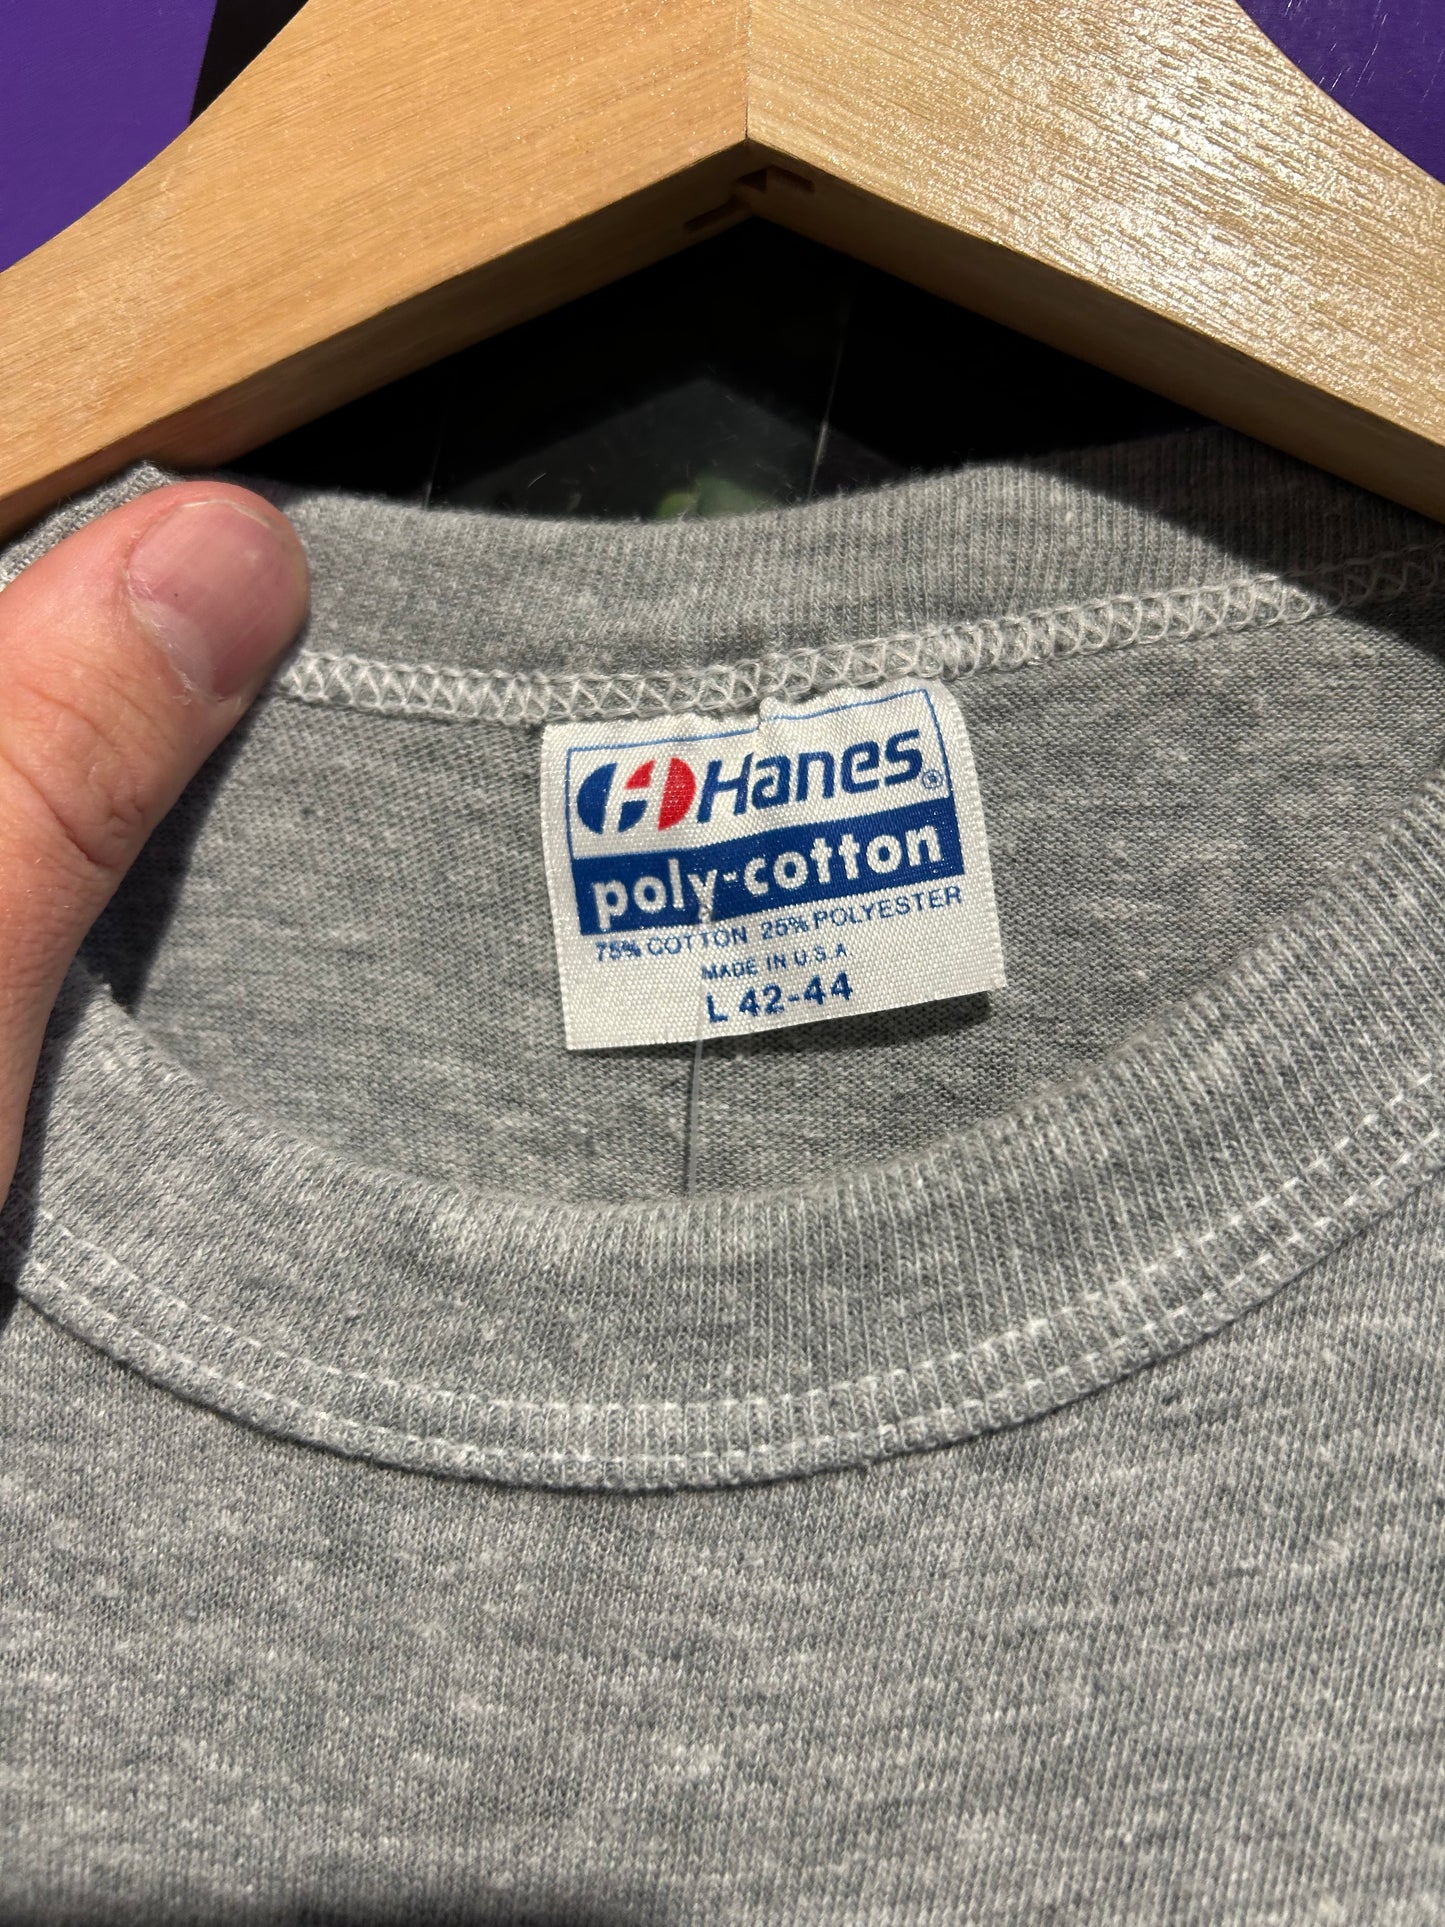 Hanes®
poly-cotton
75% COTTON 25% POLYESTER
MADE IN U.S.A.
L 42-44